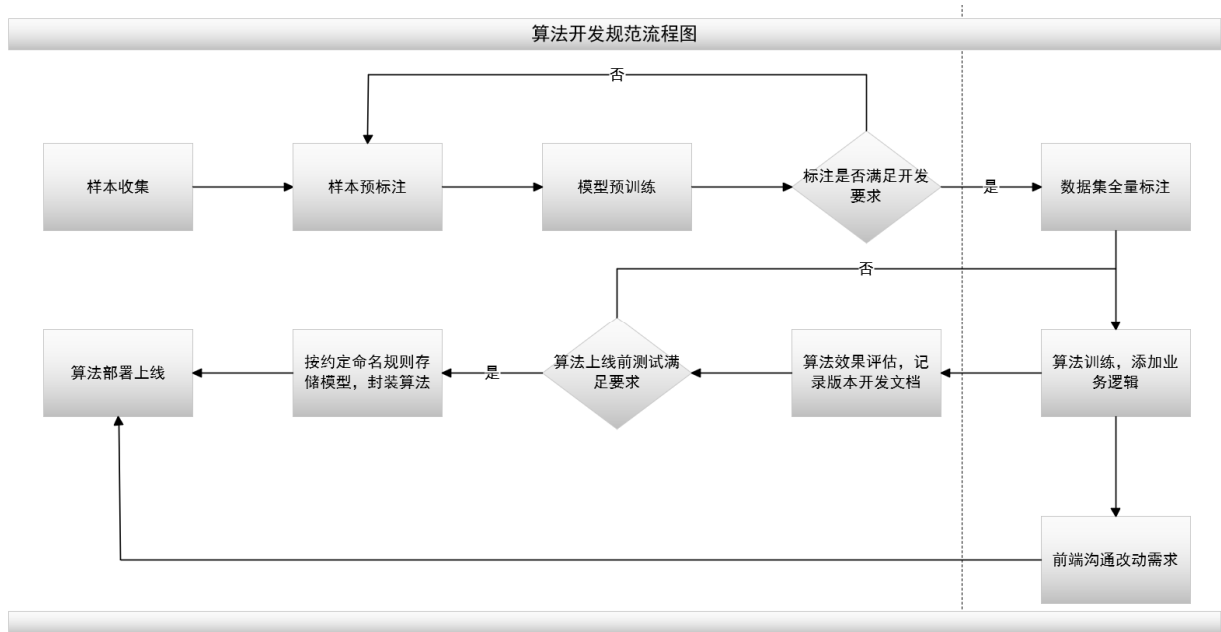 算法开发规范流程图
否
样本收集
样本预标注
模型预训练
标注是否满足开发
要求
是
数据集全量标注
否
算法部署上线
按约定命名规则存
储模型，封装算法
是
算法上线前测试满
足要求
算法效果评估，记
录版本开发文档
算法训练，添加业
务逻辑
前端沟通改动需求